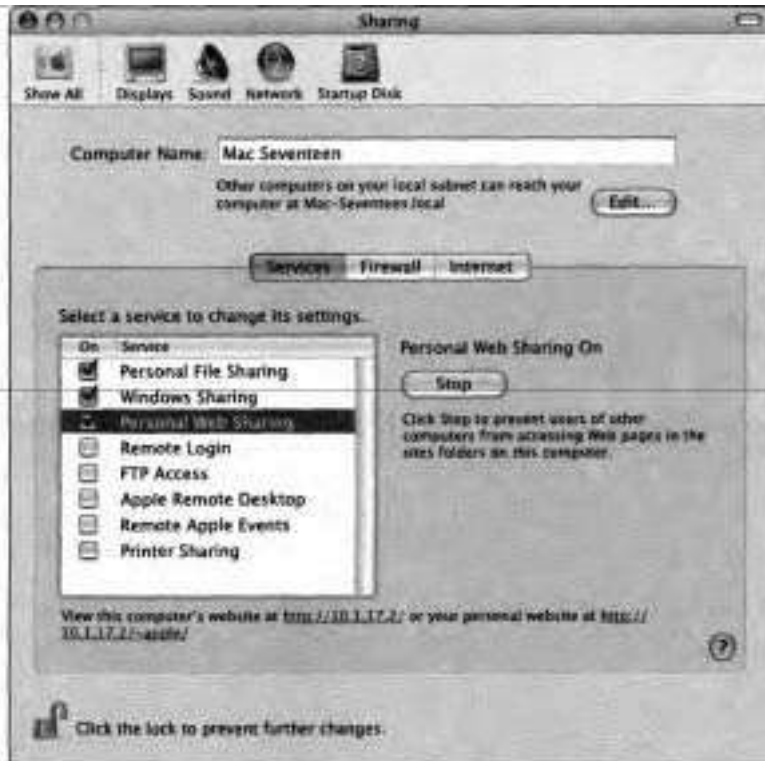 Sharing
Show All Displays Sound Network Startup Disk
Computer Name: Mac Seventeen
Other computers on your local subnet can reach your
computer at Mac-Seventeen.local
Edit...
Services Firewall Internet
Select a service to change its settings.
On Service
Personal File Sharing
Windows Sharing
Personal Web Sharing
Remote Login
FTP Access
Apple Remote Desktop
Remote Apple Events
Printer Sharing
Personal Web Sharing On
Stop
Click Stop to prevent users of other
computers from accessing Web pages in the
sites folders on this computer.
View this computer's website at http://10.1.17.2/ or your personal website at http://
10.1.17.2/~apple/
?
Click the lock to prevent further changes.